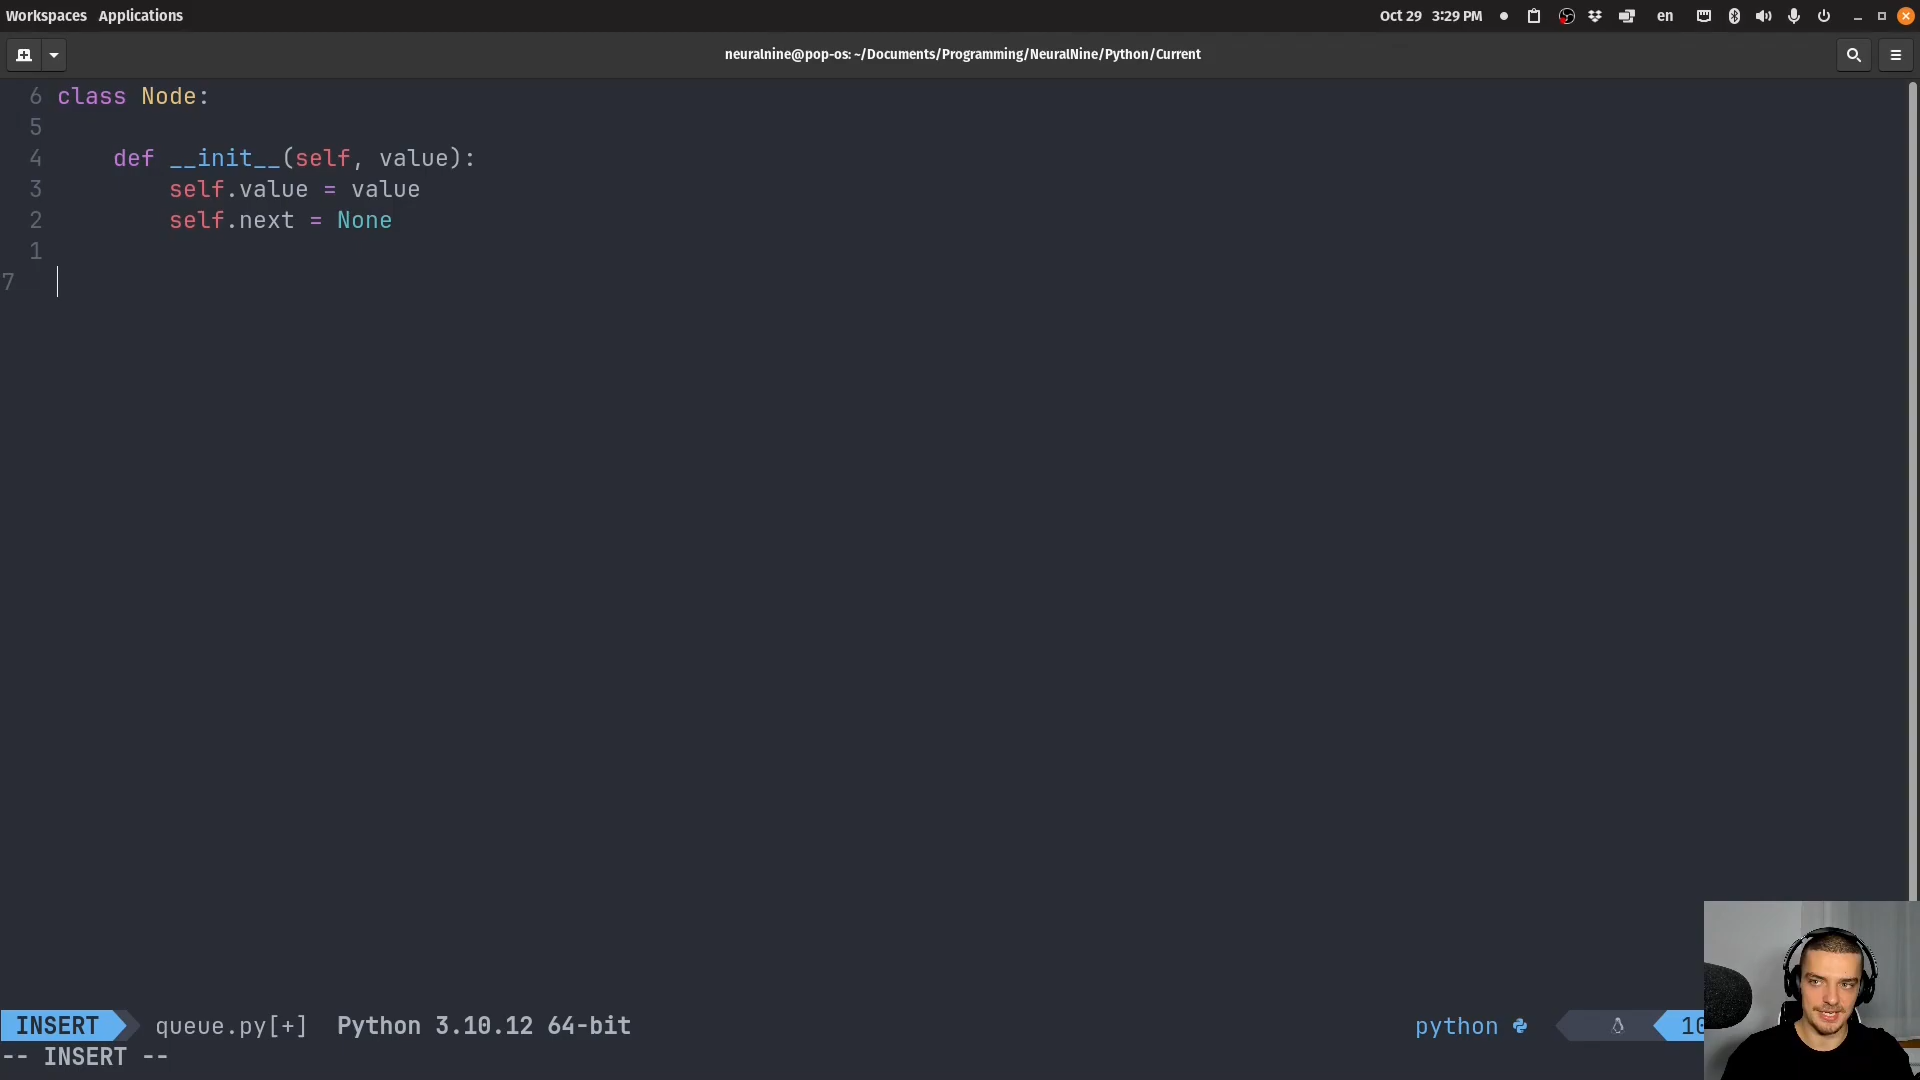 Workspaces Applications
Oct 29 3:29 PM
en
neuralnine@pop-os: ~/Documents/Programming/NeuralNine/Python/Current
6 class Node:
5
4 def __init__(self, value):
3 self.value = value
2 self.next = None
1
7
INSERT queue.py[+] Python 3.10.12 64-bit
python
10
-- INSERT --